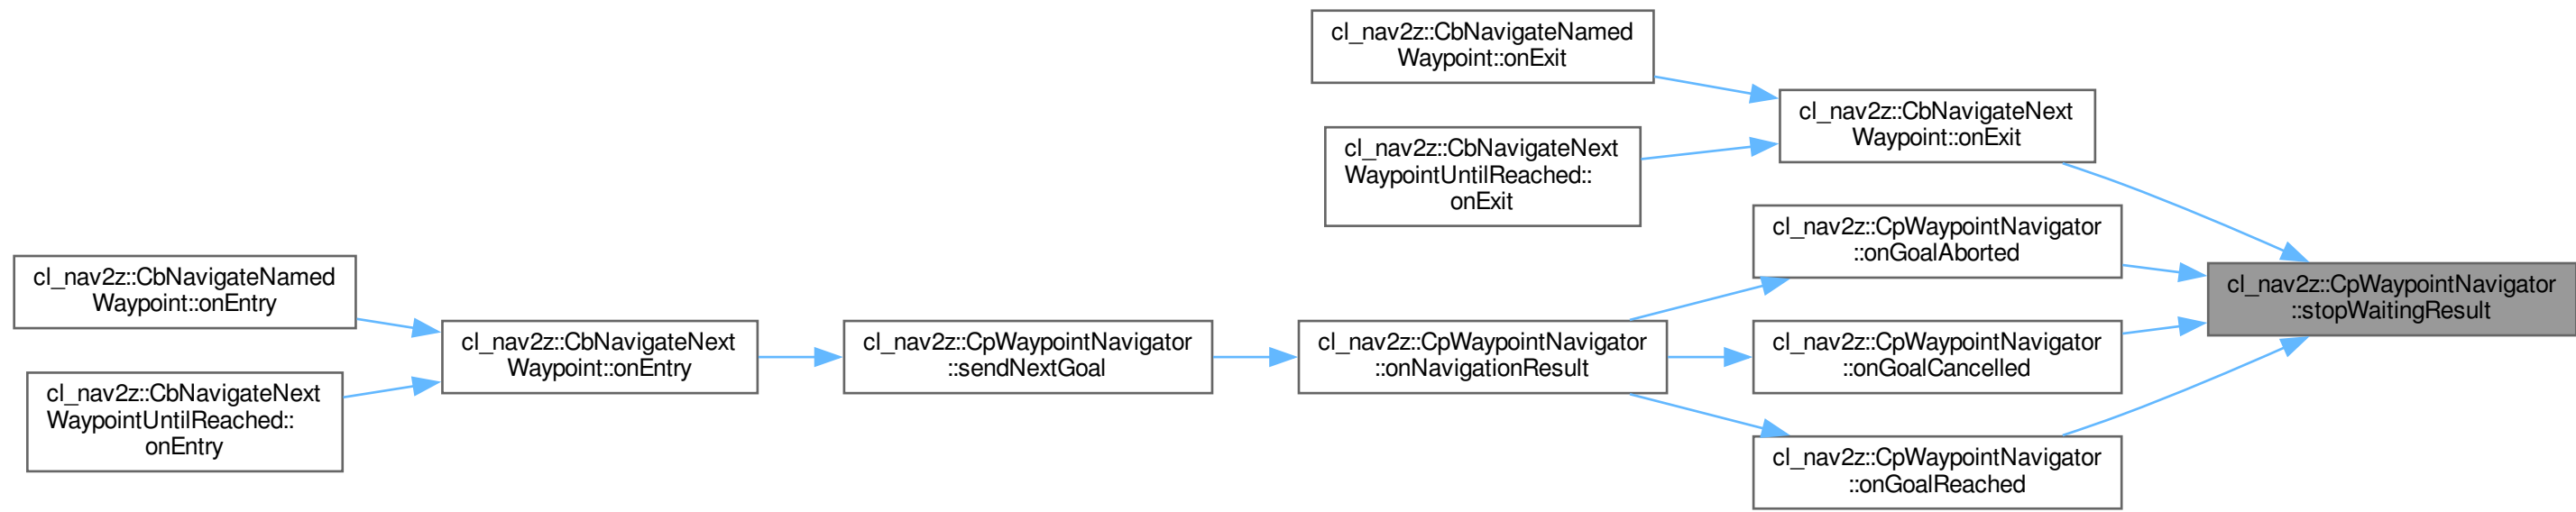 cl_nav2z::CbNavigateNamed
Waypoint::onExit
cl_nav2z::CbNavigateNext
Waypoint::onExit
cl_nav2z::CbNavigateNext
WaypointUntilReached::
onExit
cl_nav2z::CpWaypointNavigator
::onGoalAborted
cl_nav2z::CbNavigateNamed
Waypoint::onEntry
cl_nav2z::CpWaypointNavigator
::stopWaitingResult
cl_nav2z::CbNavigateNext
Waypoint::onEntry
cl_nav2z::CpWaypointNavigator
::sendNextGoal
cl_nav2z::CpWaypointNavigator
::onNavigationResult
cl_nav2z::CpWaypointNavigator
::onGoalCancelled
cl_nav2z::CbNavigateNext
WaypointUntilReached::
onEntry
cl_nav2z::CpWaypointNavigator
::onGoalReached